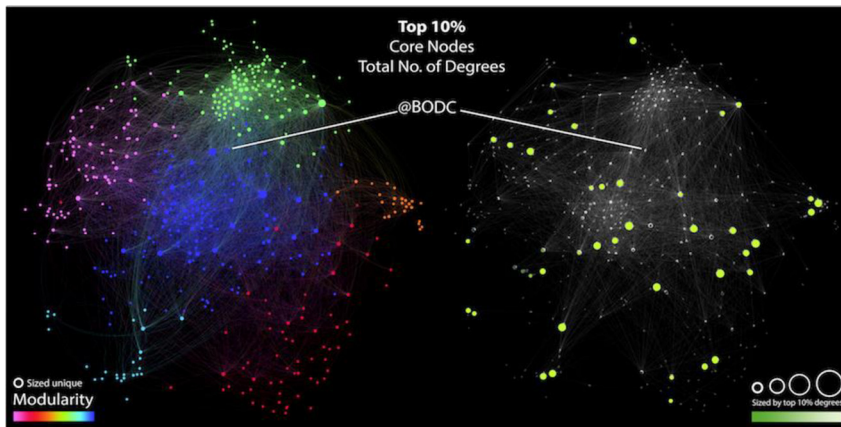 Top 10%
Core Nodes
Total No. of Degrees
@BODC
Sized unique
Modularity
Sized by top 10% degrees